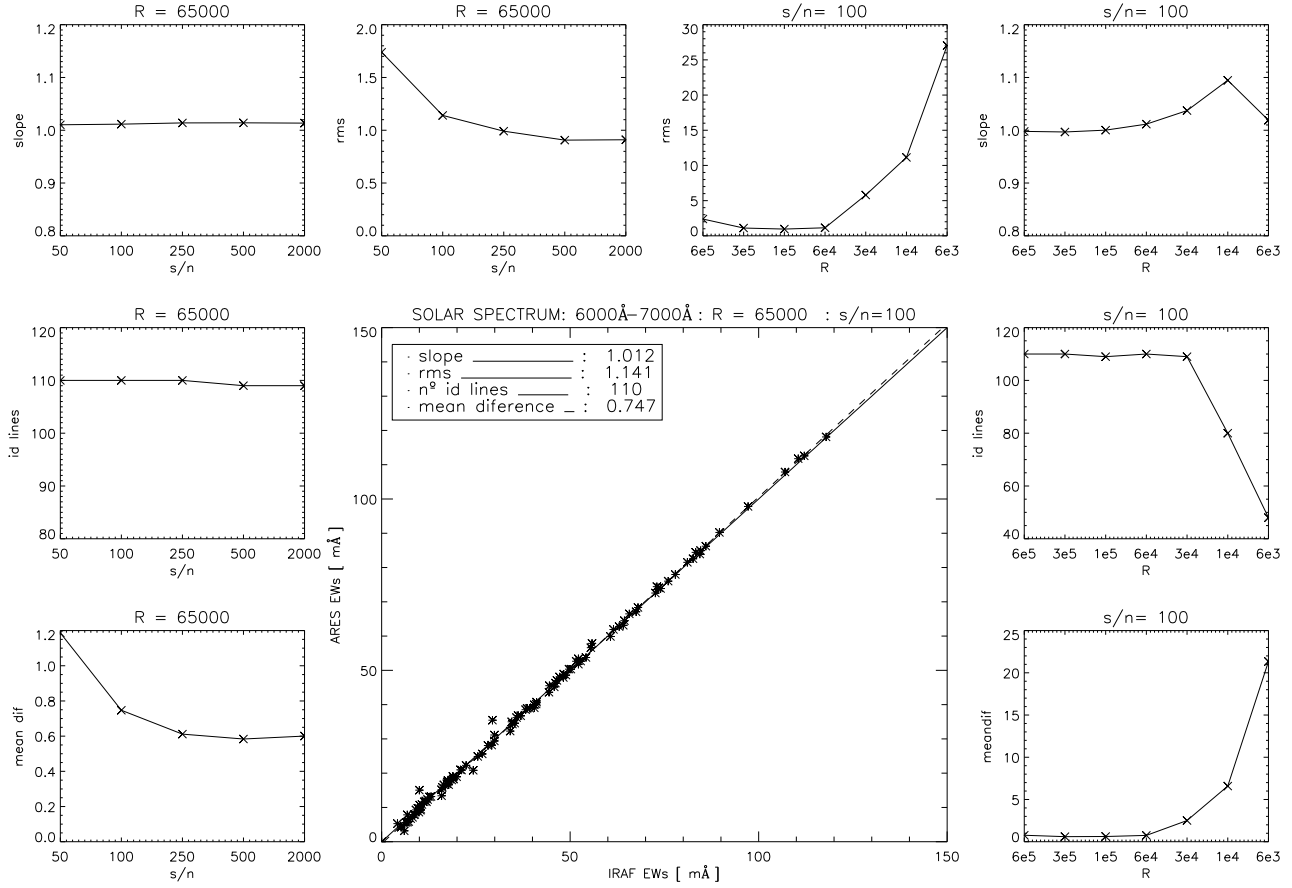 R = 65000
1.2
1.1
1.0
0.9
0.8
slope
50 100 250 500 2000
s/n
R = 65000
2.0
1.5
1.0
0.5
0.0
rms
50 100 250 500 2000
s/n
s/n= 100
30
25
20
15
10
5
0
rms
6e5 3e5 1e5 6e4 3e4 1e4 6e3
R
s/n= 100
1.2
1.1
1.0
0.9
0.8
slope
6e5 3e5 1e5 6e4 3e4 1e4 6e3
R
R = 65000
120
110
100
90
80
id lines
50 100 250 500 2000
s/n
SOLAR SPECTRUM: 6000Å-7000Å : R = 65000 : s/n=100
· slope ________ : 1.012
· rms ________ : 1.141
· nº id lines ____ : 110
· mean diference _ : 0.747
150
100
50
0
ARES EWs [ mÅ ]
0 50 100 150
IRAF EWs [ mÅ ]
s/n= 100
120
100
80
60
40
id lines
6e5 3e5 1e5 6e4 3e4 1e4 6e3
R
R = 65000
1.2
1.0
0.8
0.6
0.4
0.2
0.0
mean dif
50 100 250 500 2000
s/n
s/n= 100
25
20
15
10
5
0
meandif
6e5 3e5 1e5 6e4 3e4 1e4 6e3
R